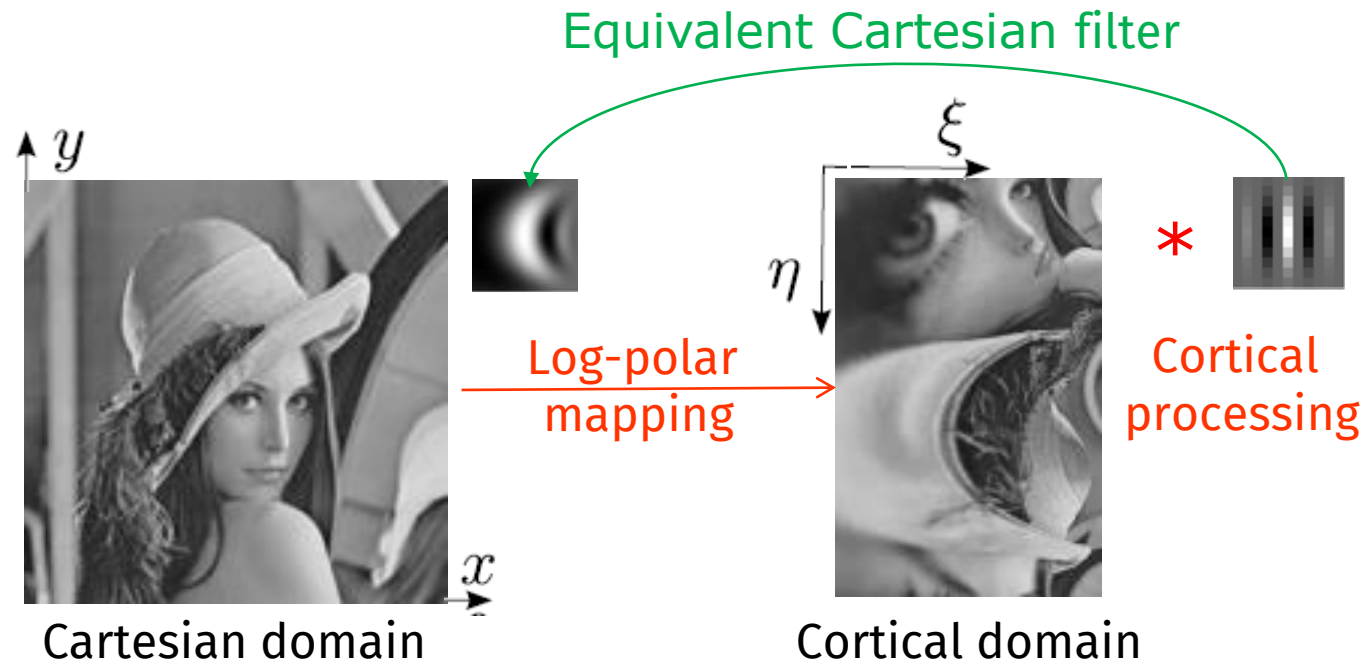 Equivalent Cartesian filter
y
ξ
η
*
Log-polar
mapping
Cortical
processing
x
Cartesian domain
Cortical domain